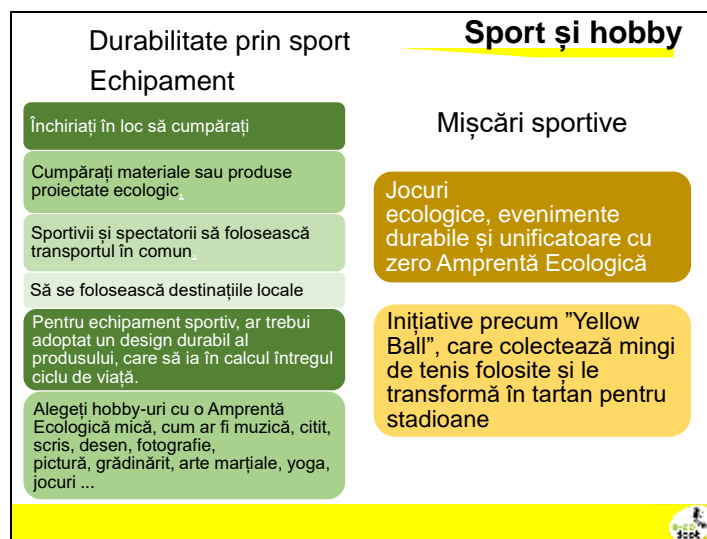 Durabilitate prin sport
Echipament
Sport și hobby
Închiriați în loc să cumpărați
Cumpărați materiale sau produse
proiectate ecologic.
Sportivii și spectatorii să folosească
transportul în comun.
Să se folosească destinațiile locale
Pentru echipament sportiv, ar trebui
adoptat un design durabil al
produsului, care să ia în calcul întregul
ciclu de viață.
Alegeți hobby-uri cu o Amprentă
Ecologică mică, cum ar fi muzică, citit,
scris, desen, fotografie,
pictură, grădinărit, arte marțiale, yoga,
jocuri ...
Mișcări sportive
Jocuri
ecologice, evenimente
durabile și unificatoare cu
zero Amprentă Ecologică
Inițiative precum ”Yellow
Ball”, care colectează mingi
de tenis folosite și le
transformă în tartan pentru
stadioane